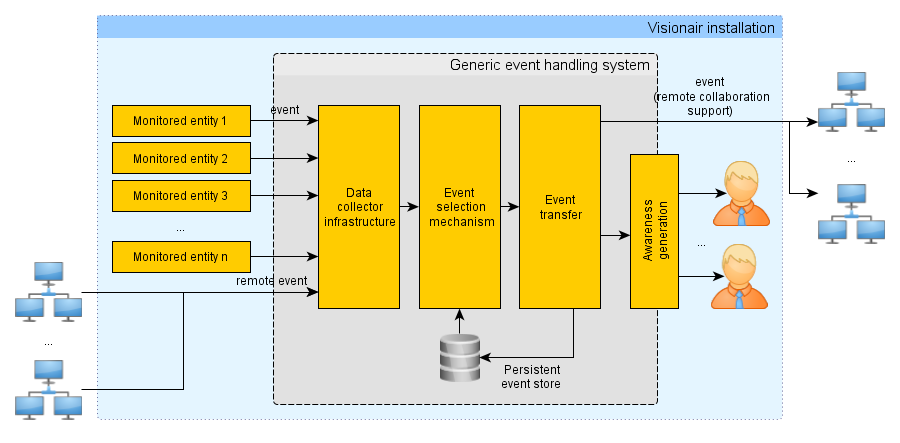 Visionair installation
Generic event handling system
event
(remote collaboration
support)
event
Monitored entity 1
Monitored entity 2
Monitored entity 3
...
Monitored entity n
remote event
Data
collector
infrastructure
Event
selection
mechanism
Event
transfer
Awareness
generation
...
...
...
Persistent
event store